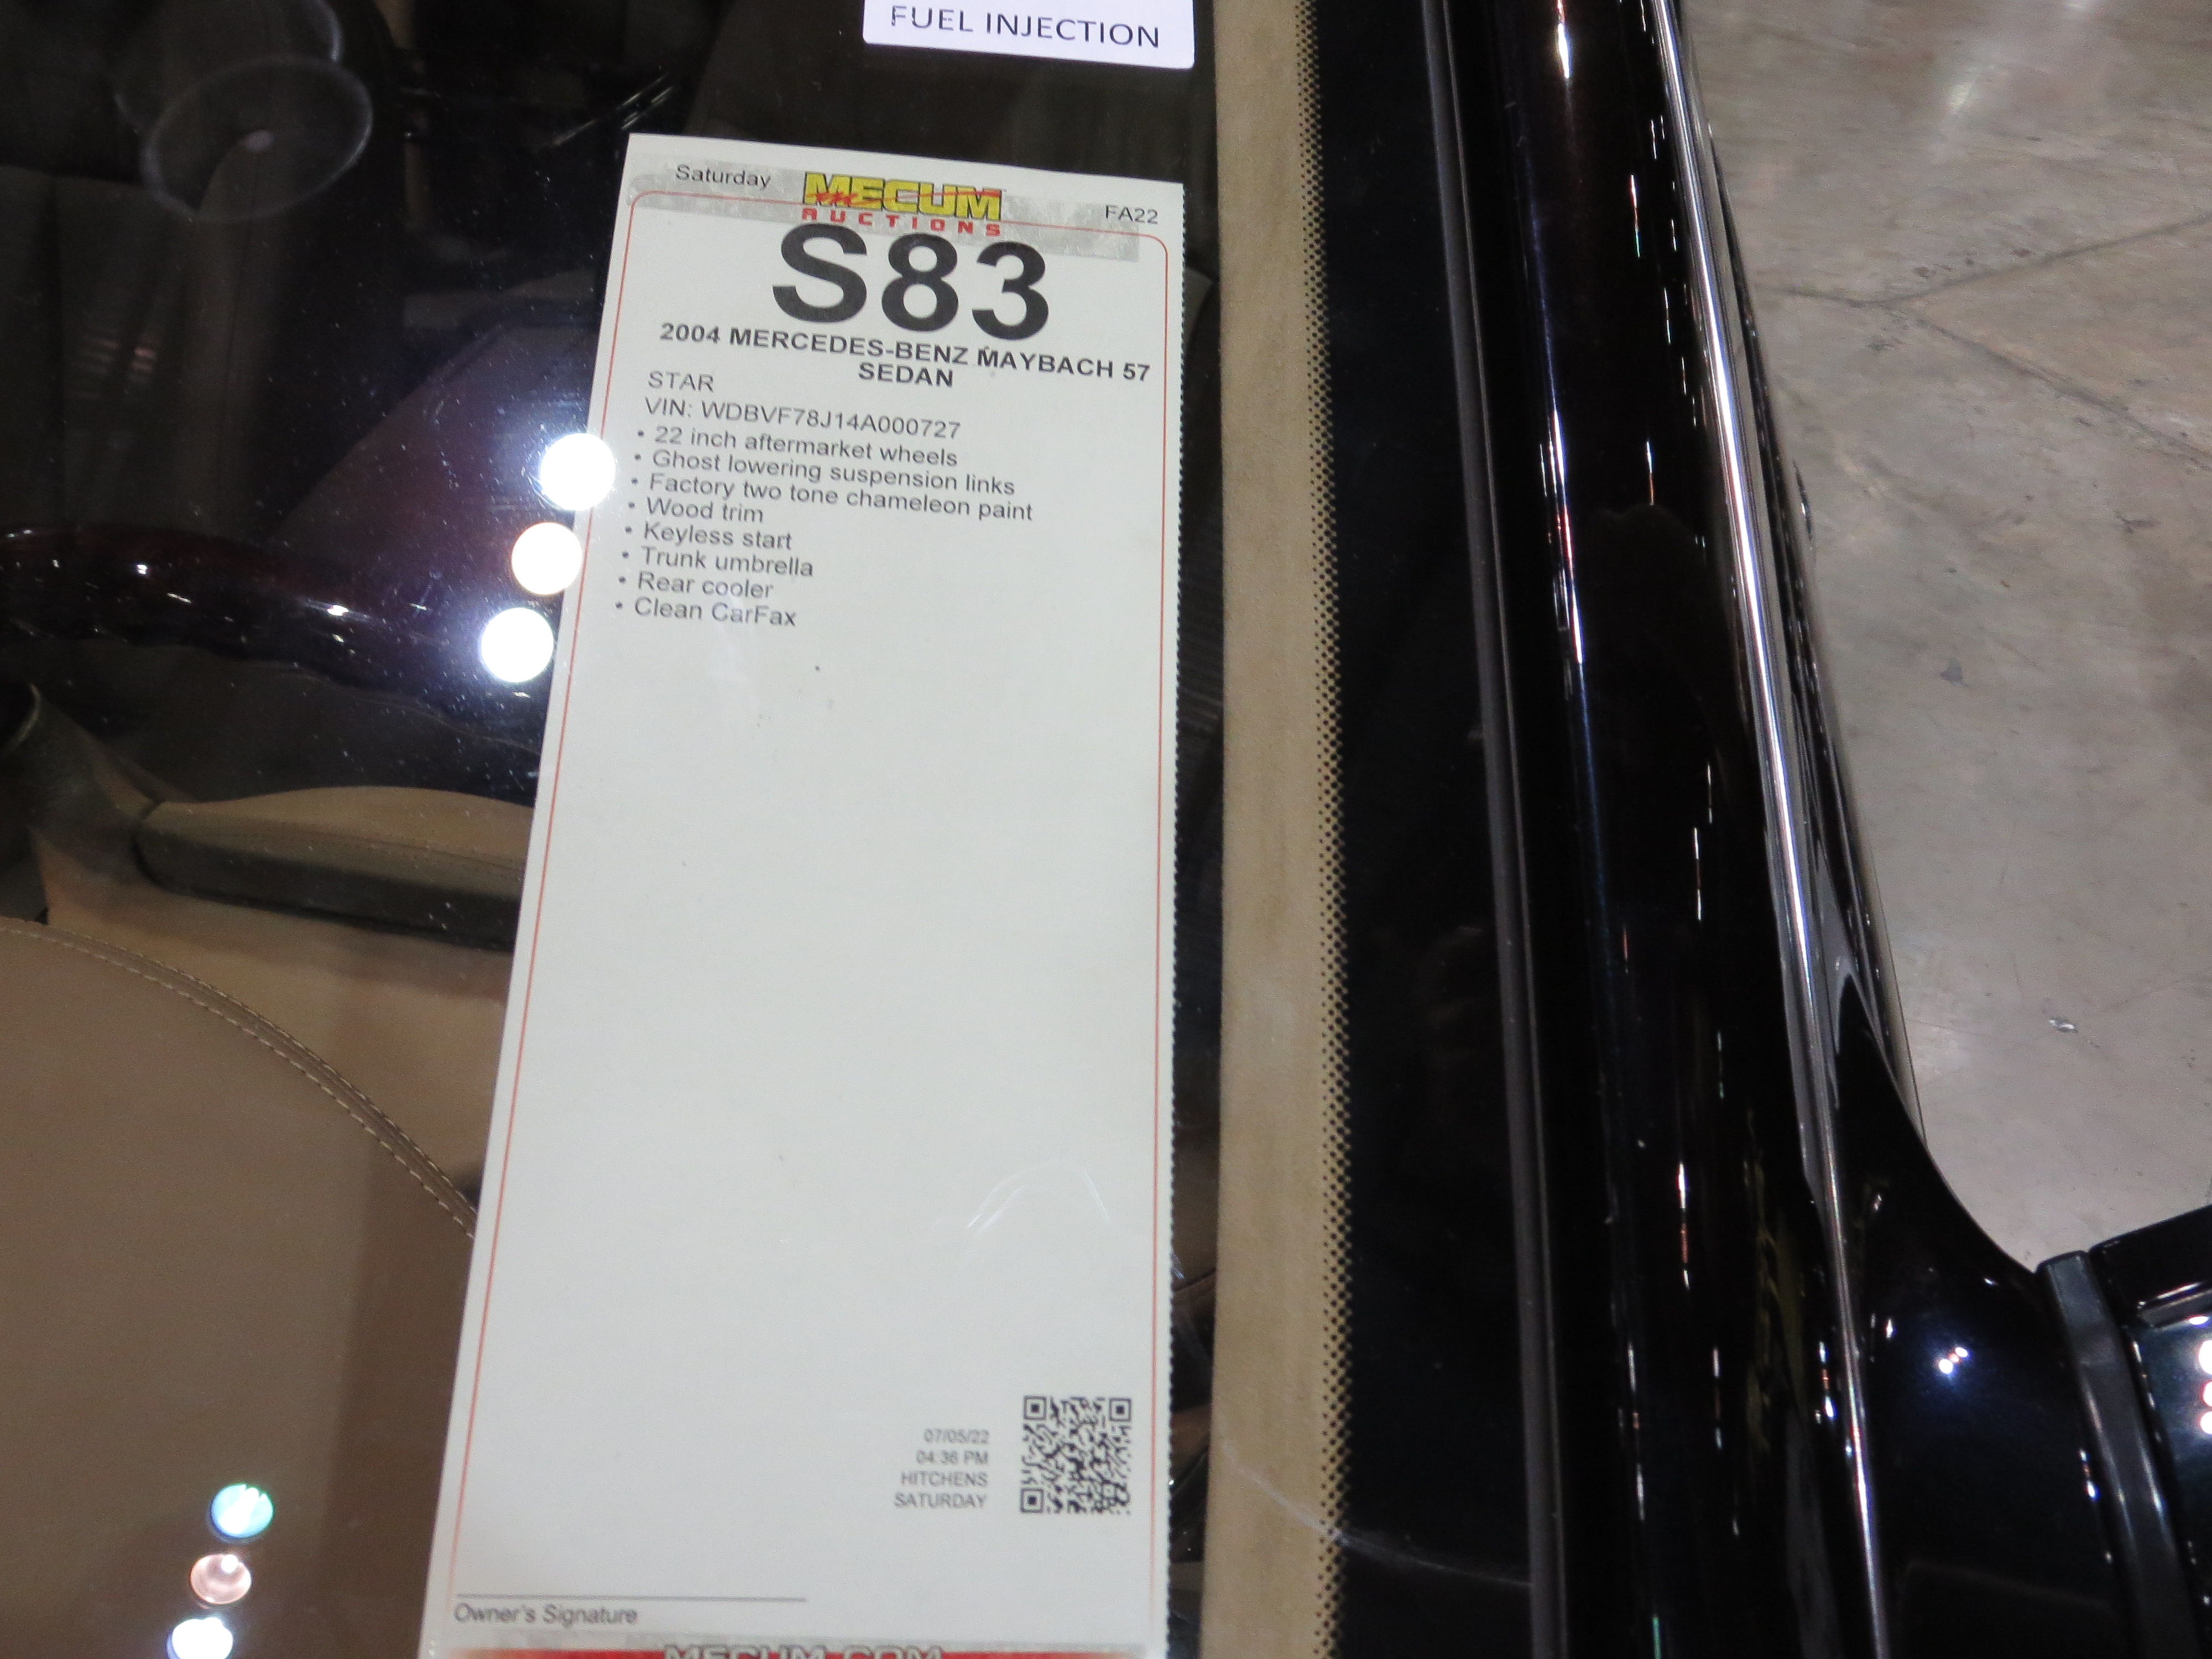 FUEL INJECTION
Saturday
MECUM
AUCTIONS
FA22
S83
2004 MERCEDES-BENZ MAYBACH 57
SEDAN
STAR
VIN: WDBVF78J14A000727
• 22 inch aftermarket wheels
• Ghost lowering suspension links
• Factory two tone chameleon paint
• Wood trim
• Keyless start
• Trunk umbrella
• Rear cooler
• Clean CarFax
07/05/22
04:36 PM
HITCHENS
SATURDAY
Owner's Signature
MECUM.COM